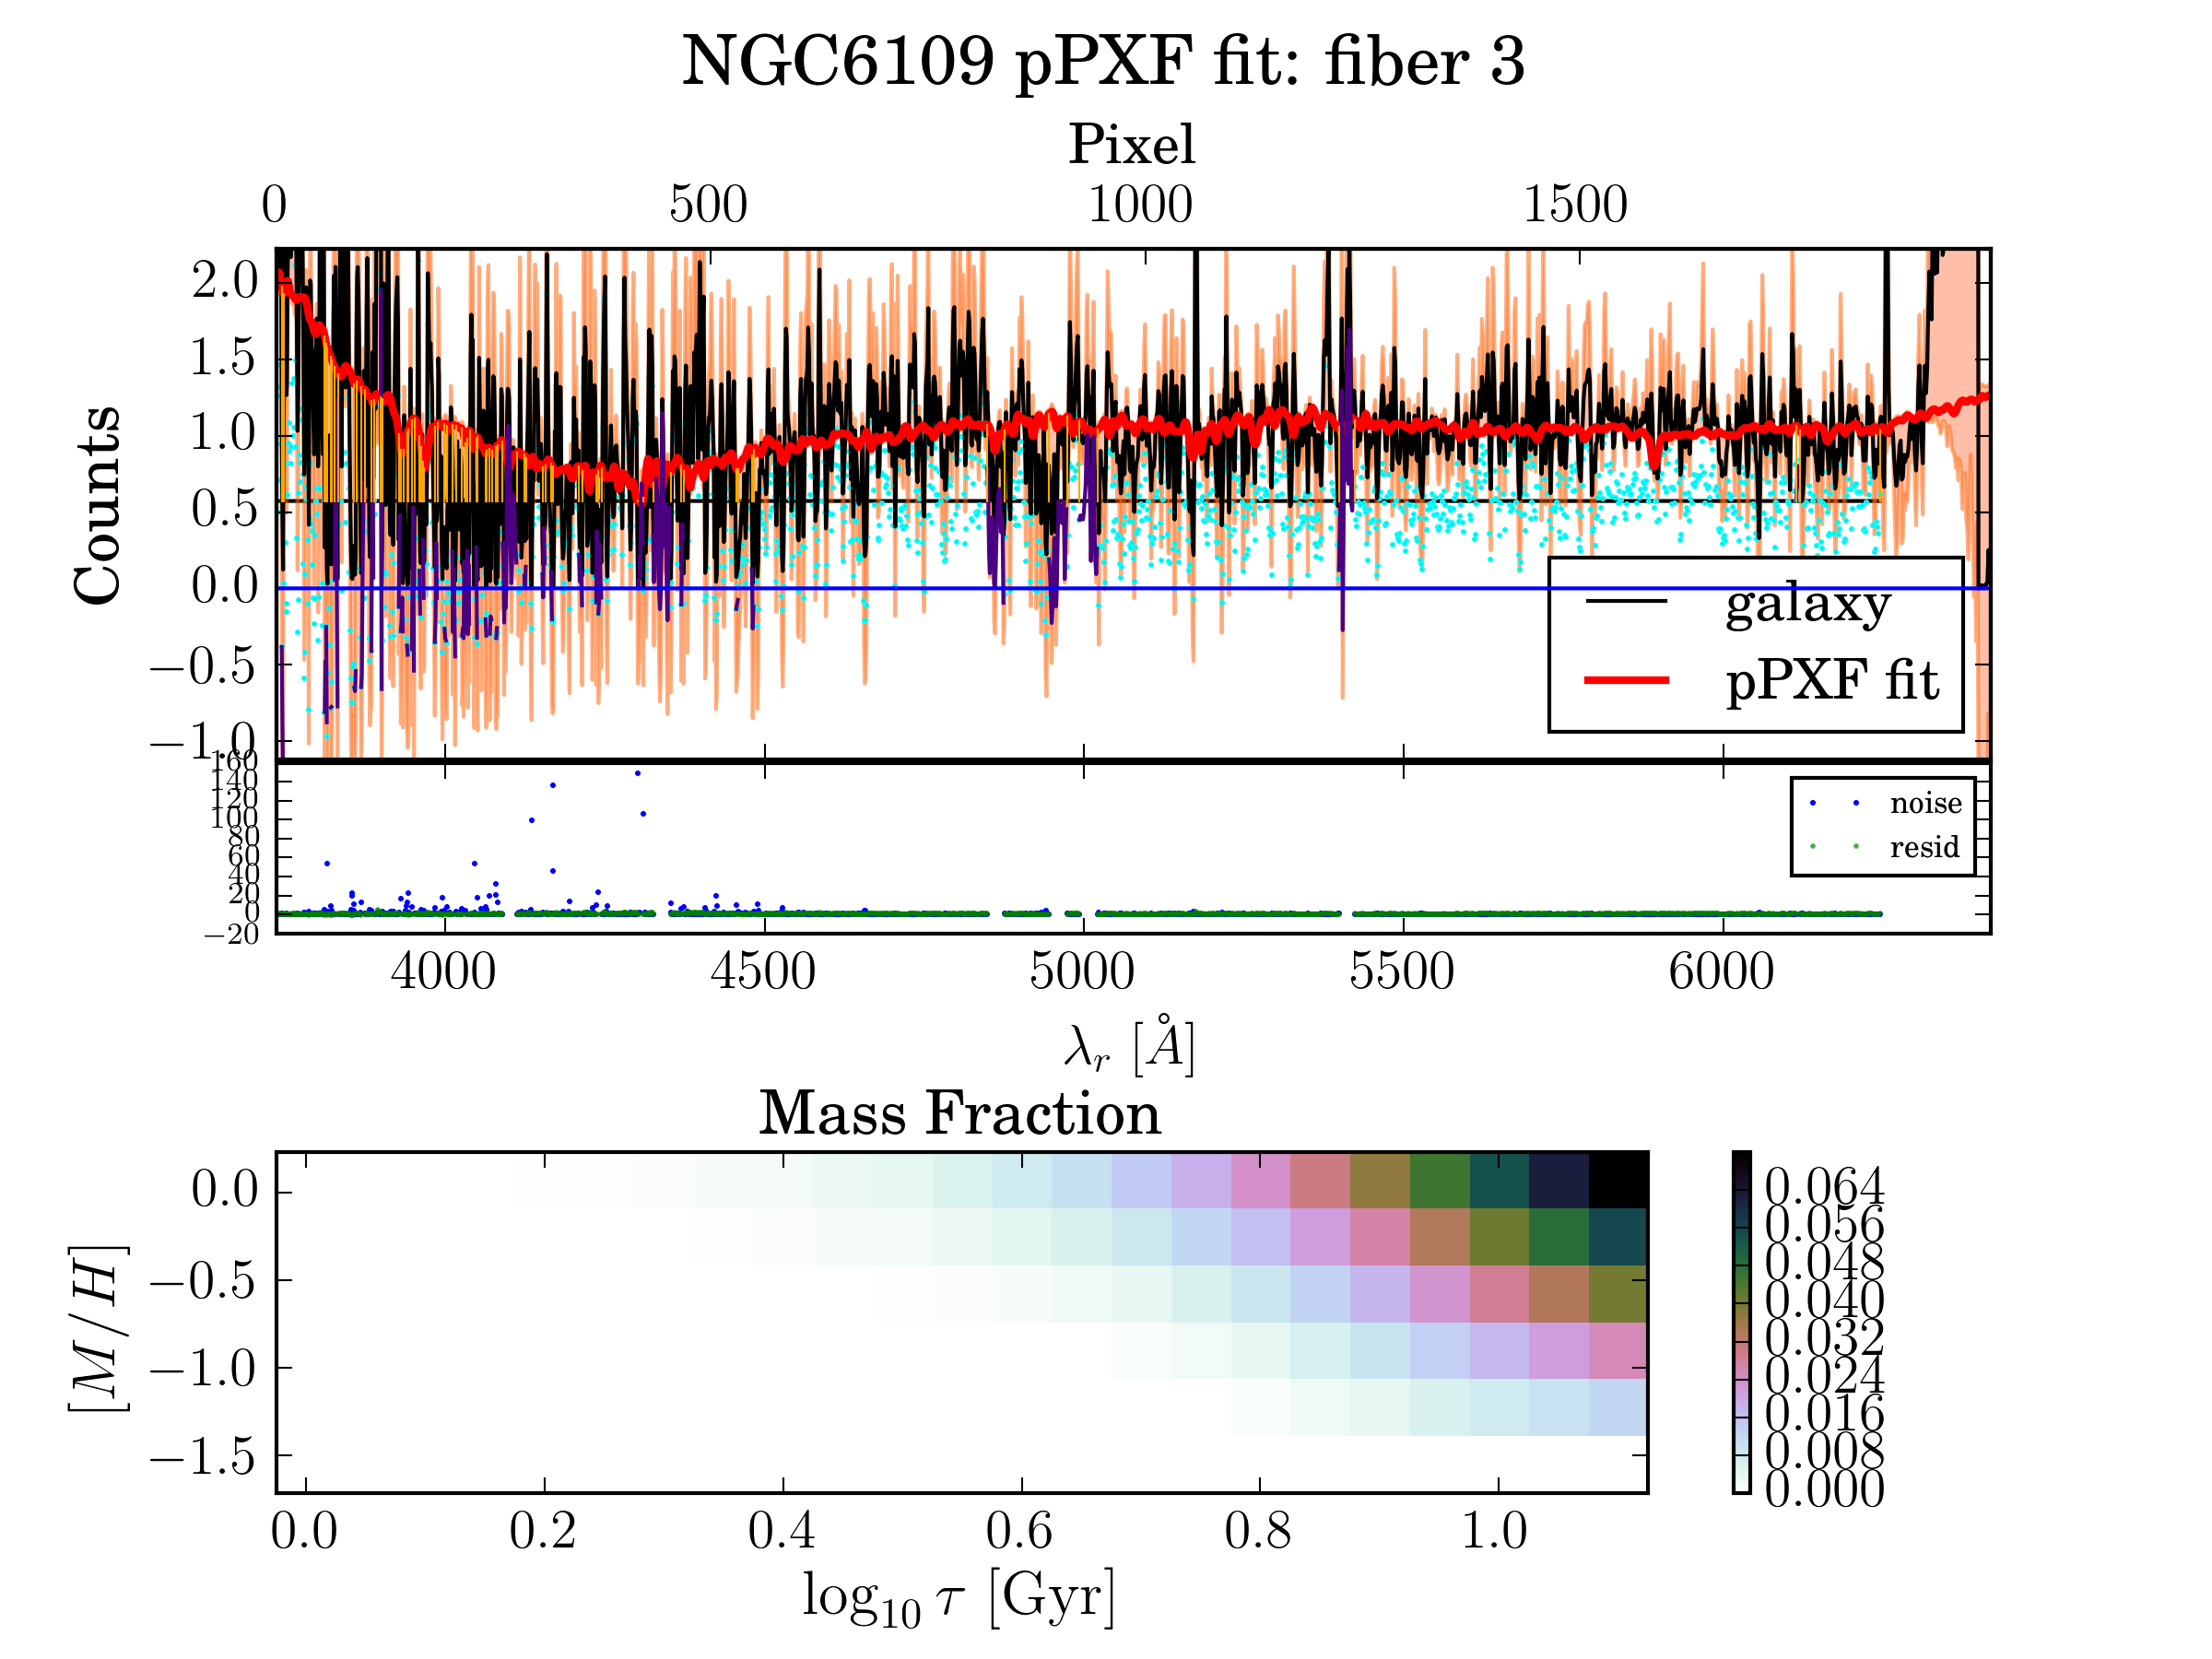 NGC6109 pPXF fit: fiber 3
Pixel
0 500 1000 1500
Counts
2.0
1.5
1.0
0.5
0.0
−0.5
−1.0
galaxy
pPXF fit
160
140
120
100
80
60
40
20
0
−20
noise
resid
4000 4500 5000 5500 6000
λr [Å]
Mass Fraction
[M/H]
0.0
−0.5
−1.0
−1.5
0.0 0.2 0.4 0.6 0.8 1.0
log10 τ [Gyr]
0.064
0.056
0.048
0.040
0.032
0.024
0.016
0.008
0.000